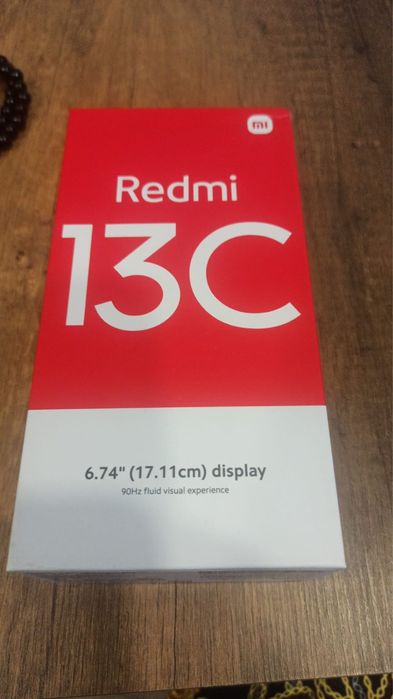 mi
Redmi
13C
6.74" (17.11cm) display
90Hz fluid visual experience